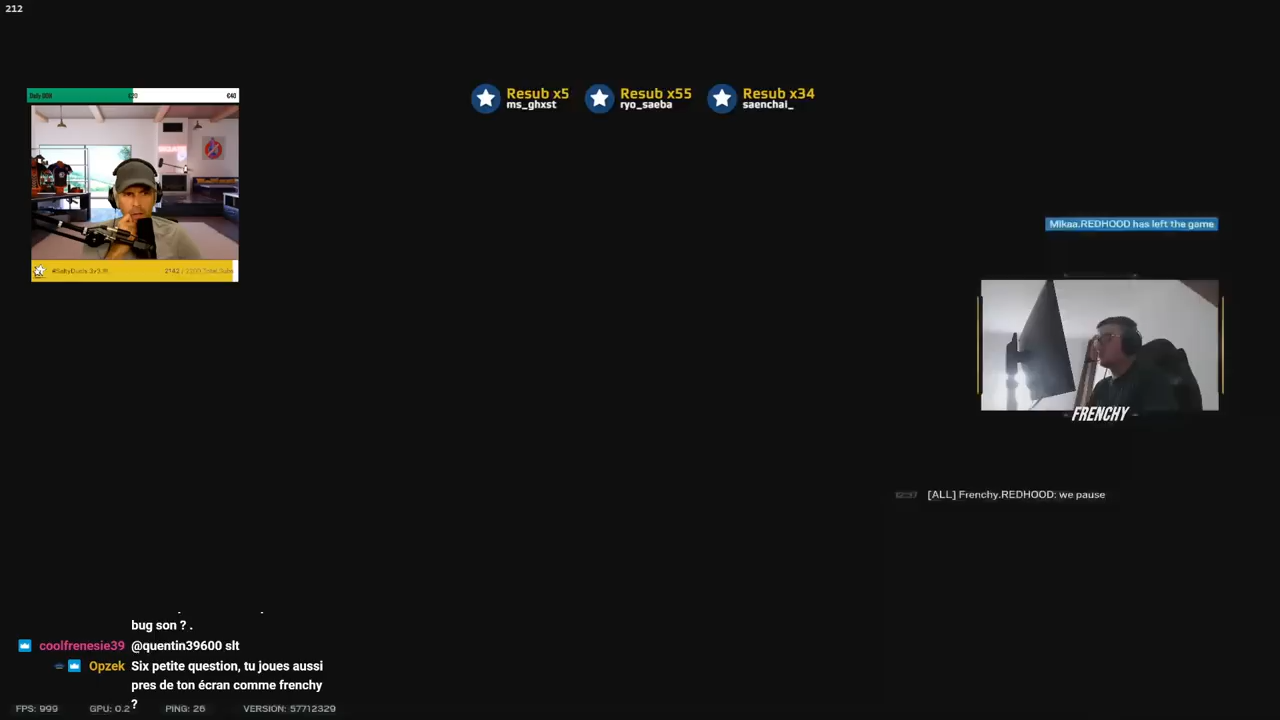 212
€40
Resub x5
ms_ghxst
Resub x55
ryo_saeba
Resub x34
saenchai_
Mikaa.REDHOOD has left the game
FRENCHY
[ALL] Frenchy.REDHOOD: we pause
bug son ? .
coolfrenesie39 @quentin39600 slt
Opzek Six petite question, tu joues aussi
pres de ton écran comme frenchy
?
FPS: 999 GPU: 0.2 PING: 26 VERSION: 57712329